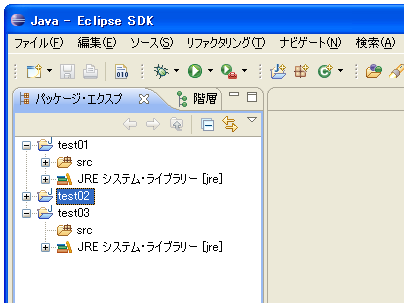 Java - Eclipse SDK
ファイル(F) 編集(E) ソース(S) リファクタリング(T) ナビゲート(N) 検索(A)
010
パッケージ・エクスプ 階層
test01
src
JRE システム・ライブラリー [jre]
test02
test03
src
JRE システム・ライブラリー [jre]